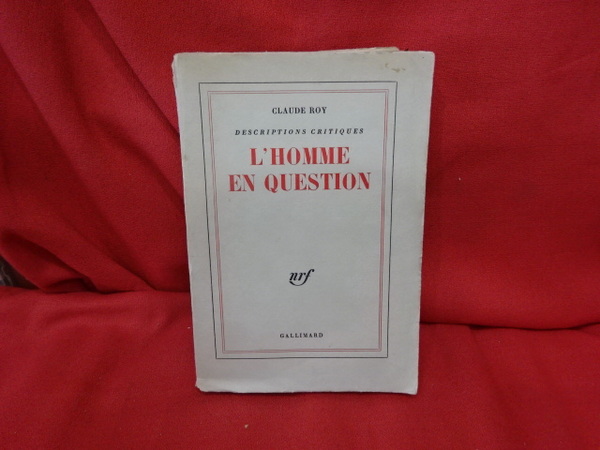 CLAUDE ROY
DESCRIPTIONS CRITIQUES
L'HOMME
EN QUESTION
nrf
GALLIMARD